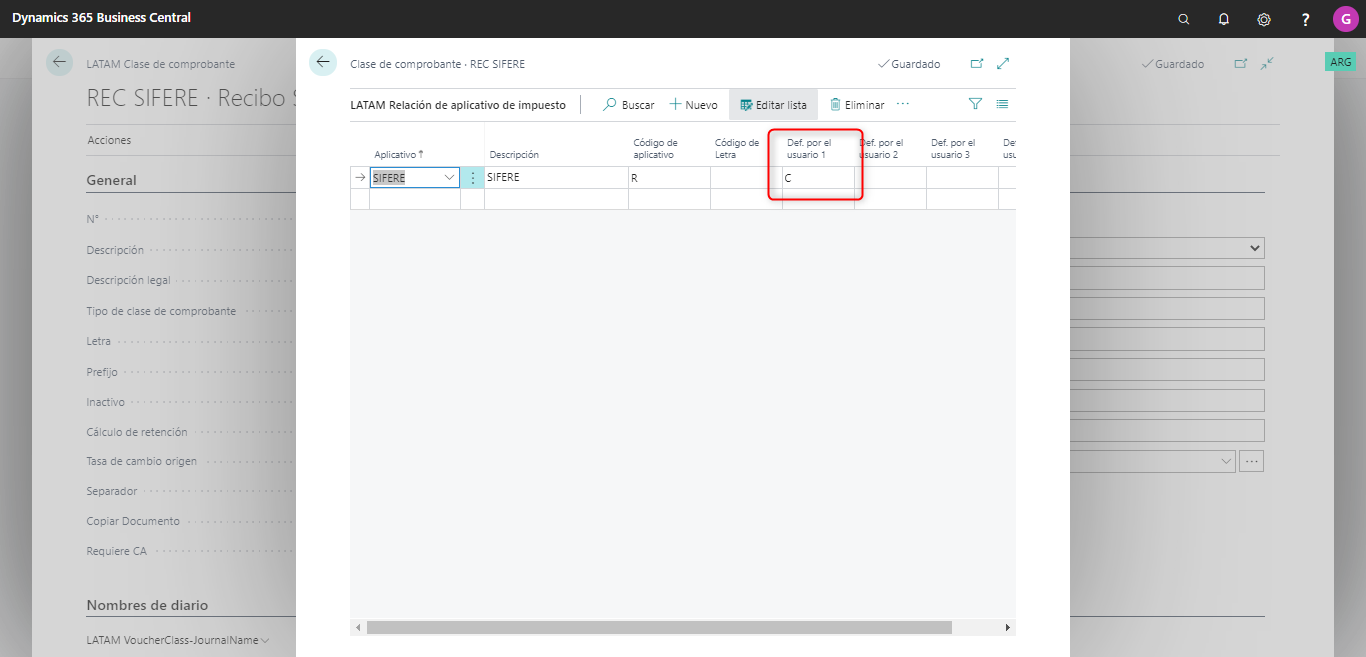 Dynamics 365 Business Central
?
G
LATAM Clase de comprobante
Guardado
ARG
REC SIFERE · Recibo
Acciones
General
N°
Descripción
Descripción legal
Tipo de clase de comprobante
Letra
Prefijo
Inactivo
Cálculo de retención
Tasa de cambio origen
Separador
Copiar Documento
Requiere CA
Nombres de diario
LATAM VoucherClass-JournalName
Clase de comprobante · REC SIFERE
Guardado
LATAM Relación de aplicativo de impuesto
Buscar
Nuevo
Editar lista
Eliminar
Aplicativo
Descripción
Código de
aplicativo
Código de
Letra
Def. por el
usuario 1
Def. por el
usuario 2
Def. por el
usuario 3
SIFERE
SIFERE
R
C